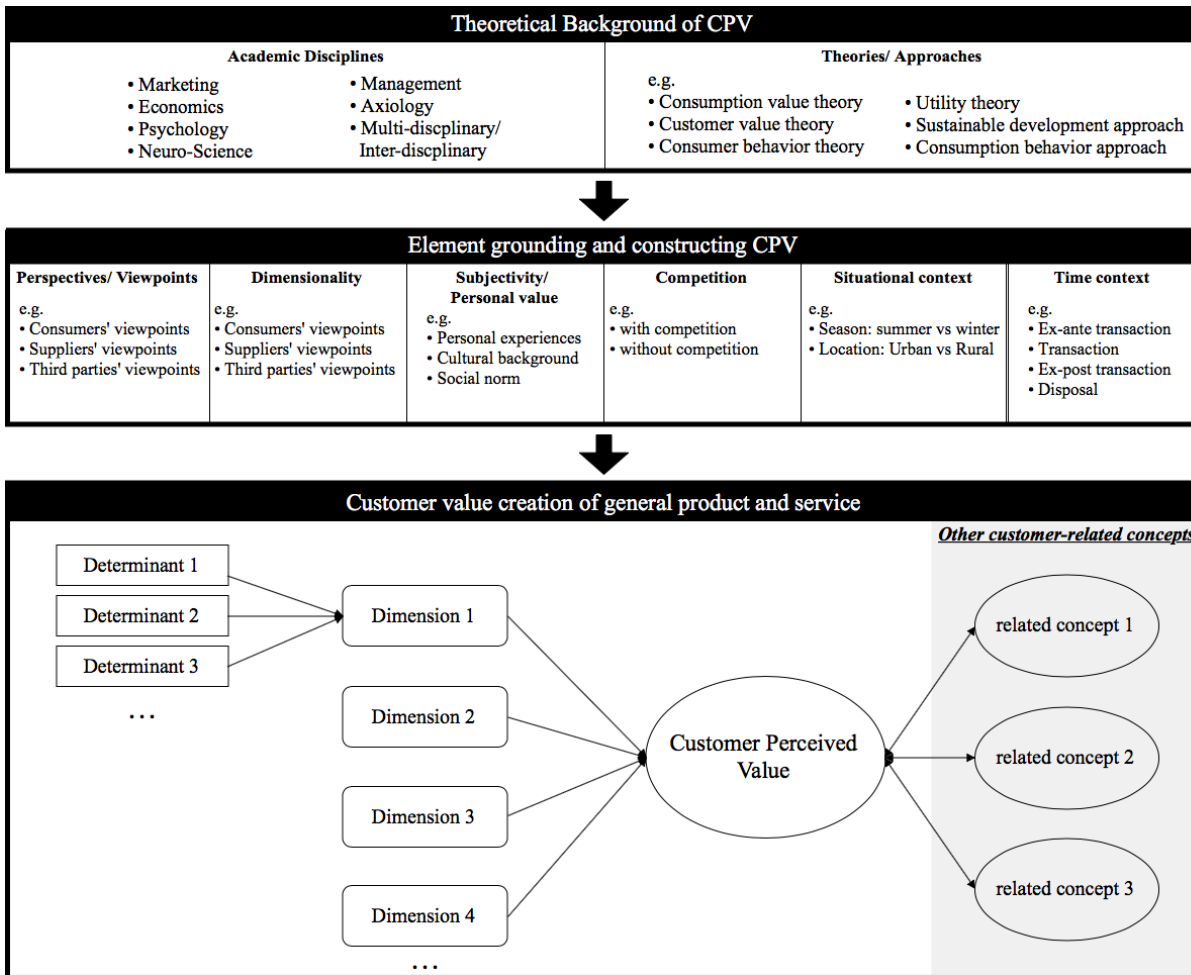 Theoretical Background of CPV
Academic Disciplines
• Marketing
• Economics
• Psychology
• Neuro-Science
• Management
• Axiology
• Multi-discplinary/
Inter-discplinary
Theories/ Approaches
e.g.
• Consumption value theory
• Customer value theory
• Consumer behavior theory
• Utility theory
• Sustainable development approach
• Consumption behavior approach
Element grounding and constructing CPV
Perspectives/ Viewpoints
e.g.
• Consumers' viewpoints
• Suppliers' viewpoints
• Third parties' viewpoints
Dimensionality
e.g.
• Consumers' viewpoints
• Suppliers' viewpoints
• Third parties' viewpoints
Subjectivity/
Personal value
e.g.
• Personal experiences
• Cultural background
• Social norm
Competition
e.g.
• with competition
• without competition
Situational context
e.g.
• Season: summer vs winter
• Location: Urban vs Rural
Time context
e.g.
• Ex-ante transaction
• Transaction
• Ex-post transaction
• Disposal
Customer value creation of general product and service
Determinant 1
Determinant 2
Determinant 3
...
Dimension 1
Dimension 2
Dimension 3
Dimension 4
...
Customer Perceived
Value
Other customer-related concepts
related concept 1
related concept 2
related concept 3